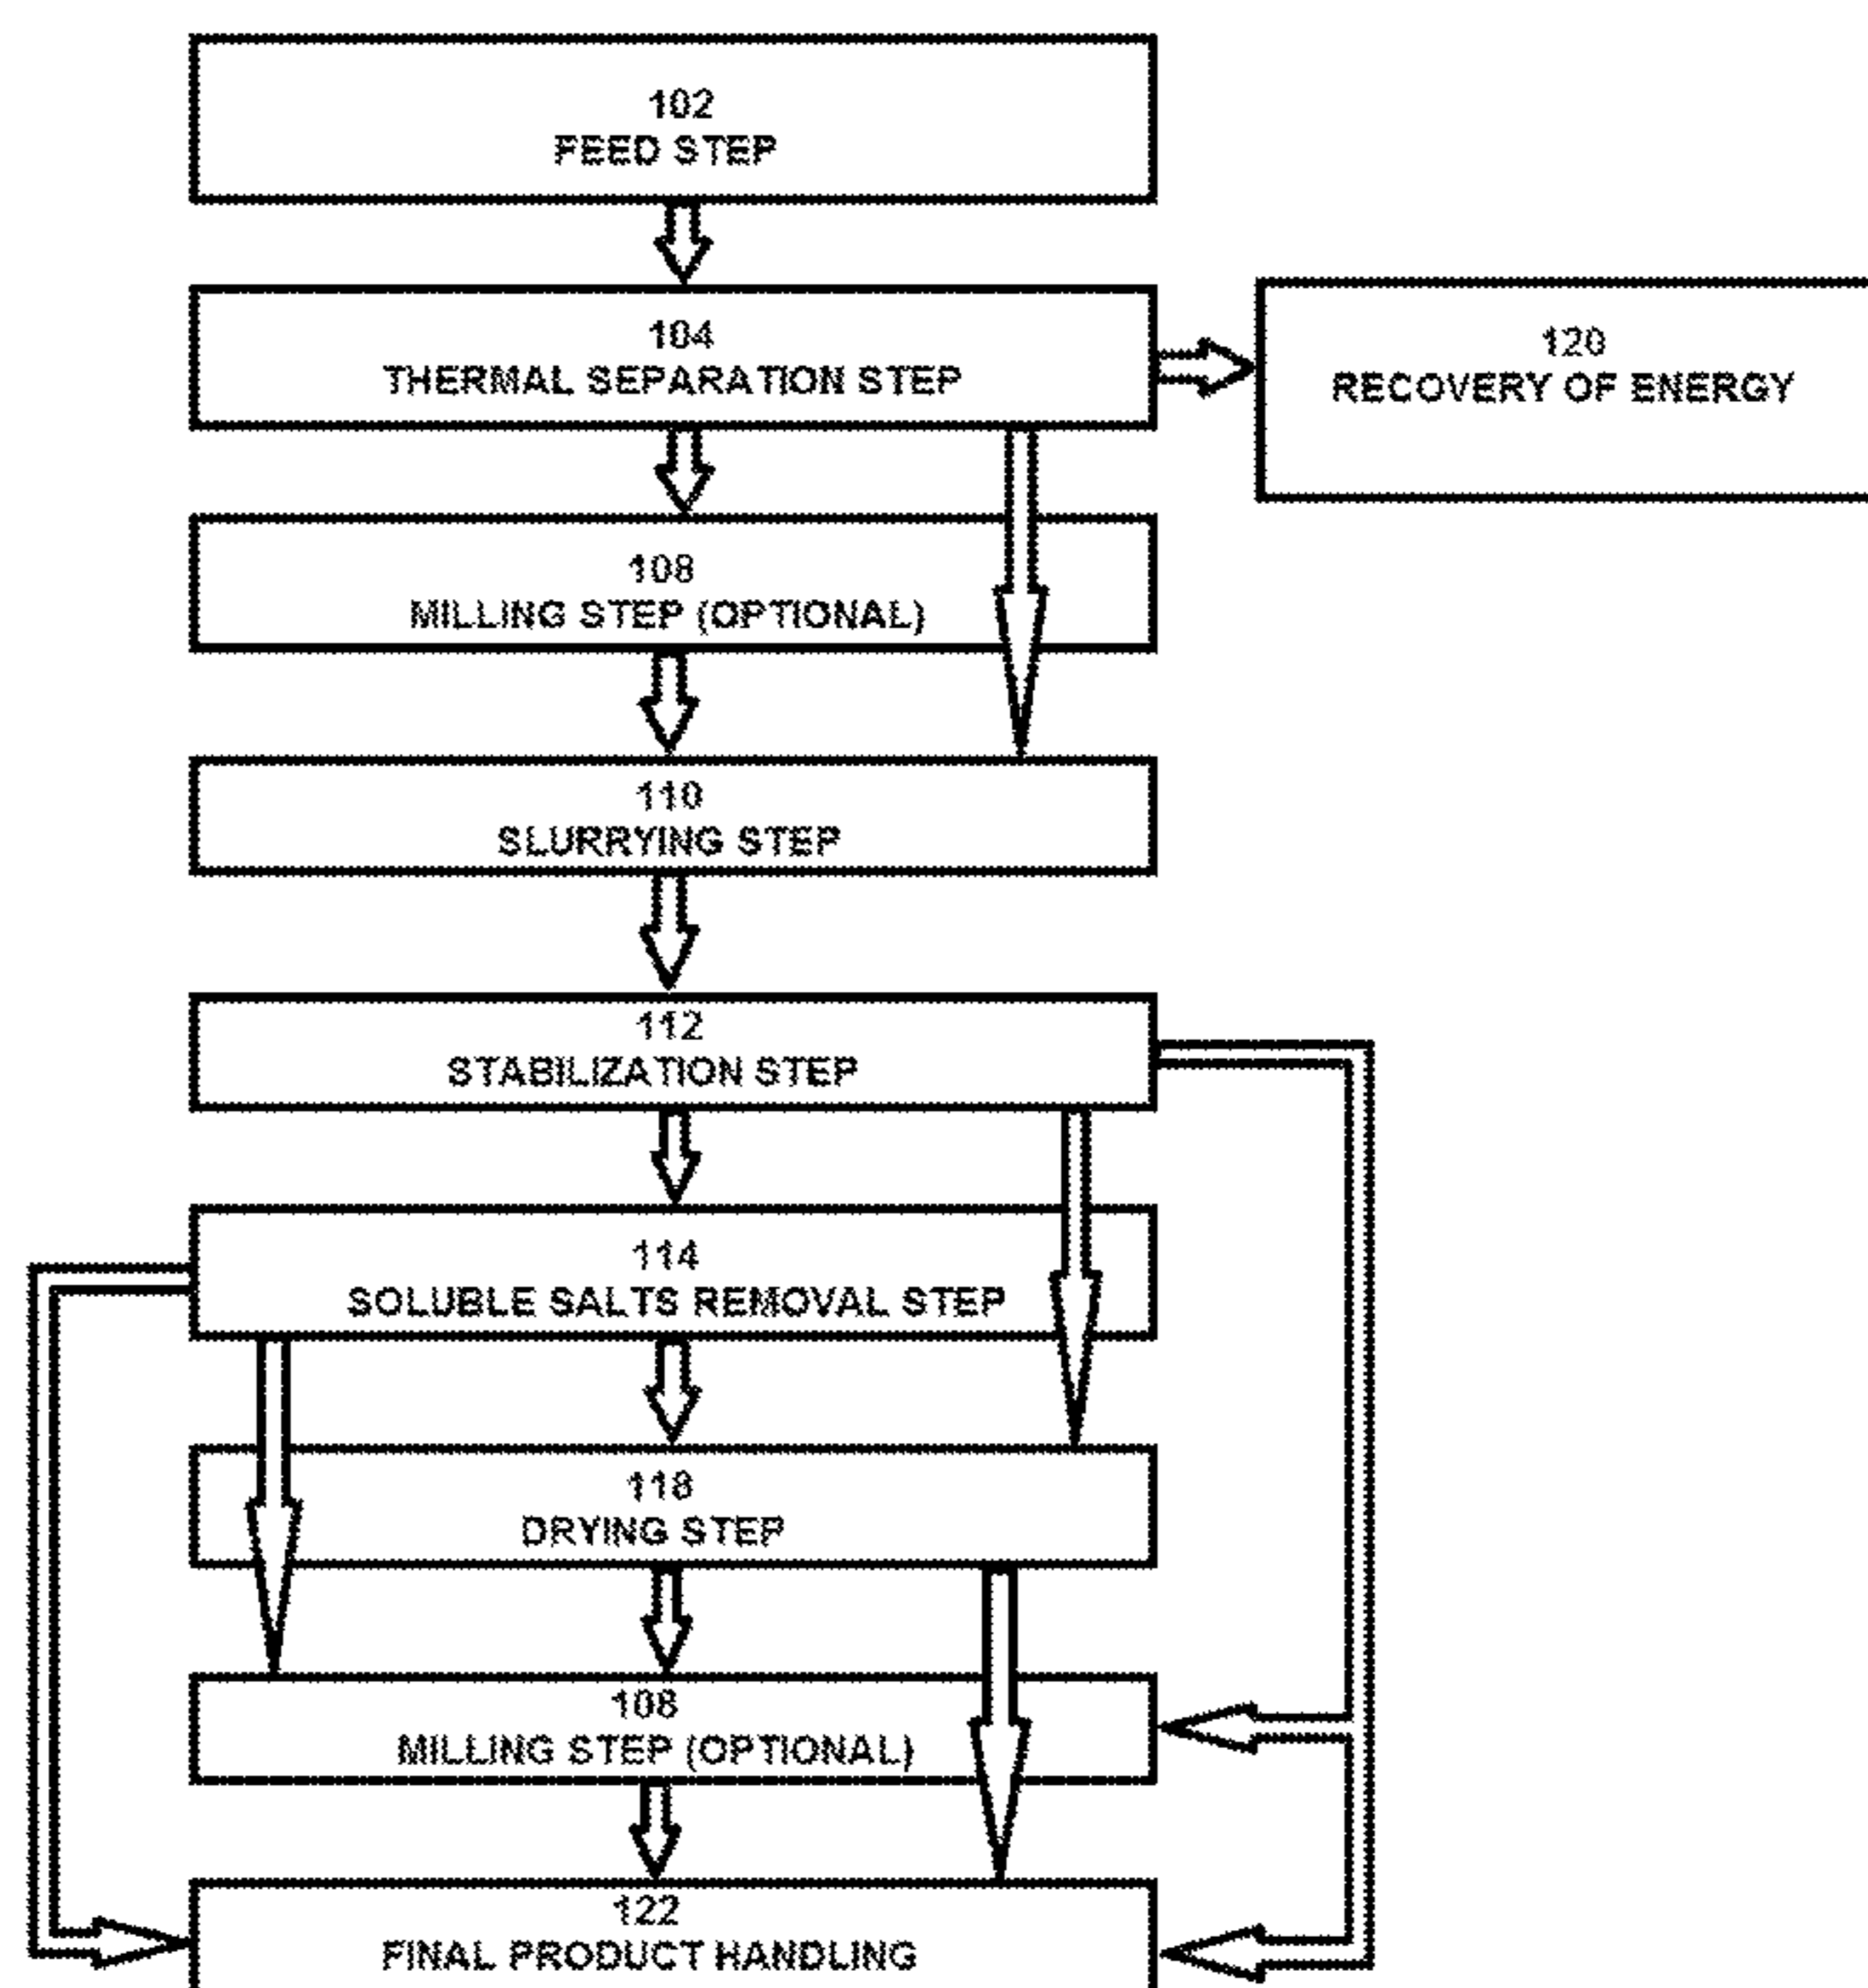 102
FEED STEP
104
THERMAL SEPARATION STEP
120
RECOVERY OF ENERGY
108
MILLING STEP (OPTIONAL)
110
SLURRYING STEP
112
STABILIZATION STEP
114
SOLUBLE SALTS REMOVAL STEP
118
DRYING STEP
108
MILLING STEP (OPTIONAL)
122
FINAL PRODUCT HANDLING